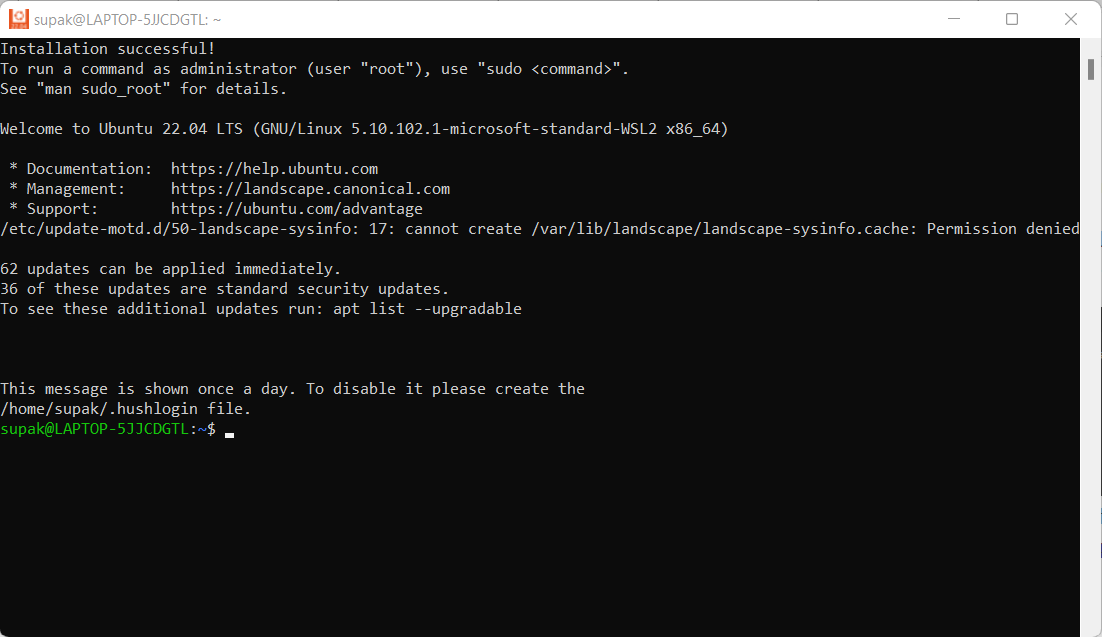 supak@LAPTOP-5JJCDGTL: ~
Installation successful!
To run a command as administrator (user "root"), use "sudo <command>".
See "man sudo_root" for details.
Welcome to Ubuntu 22.04 LTS (GNU/Linux 5.10.102.1-microsoft-standard-WSL2 x86_64)
* Documentation:  https://help.ubuntu.com
* Management:     https://landscape.canonical.com
* Support:        https://ubuntu.com/advantage
/etc/update-motd.d/50-landscape-sysinfo: 17: cannot create /var/lib/landscape/landscape-sysinfo.cache: Permission denied
62 updates can be applied immediately.
36 of these updates are standard security updates.
To see these additional updates run: apt list --upgradable
This message is shown once a day. To disable it please create the
/home/supak/.hushlogin file.
supak@LAPTOP-5JJCDGTL:~$